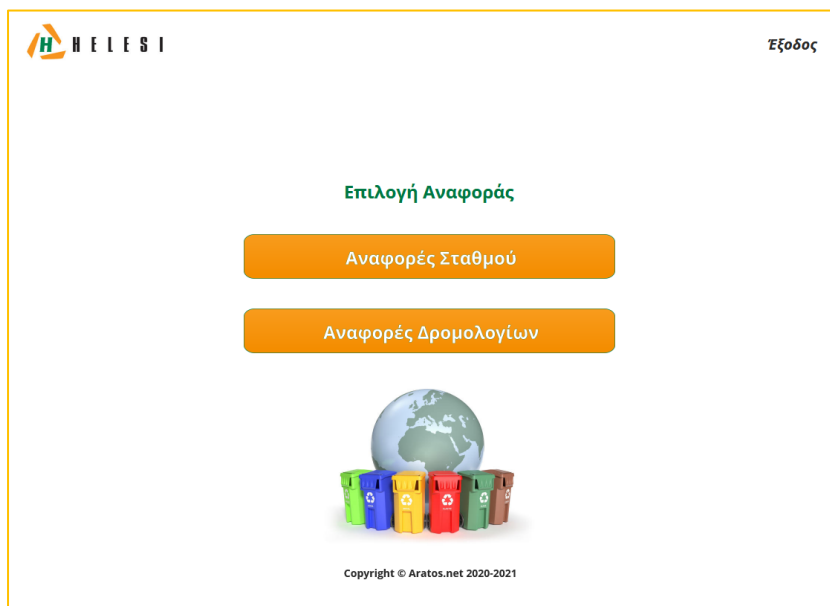 HELESI
Έξοδος
Επιλογή Αναφοράς
Αναφορές Σταθμού
Αναφορές Δρομολογίων
Copyright © Aratos.net 2020-2021